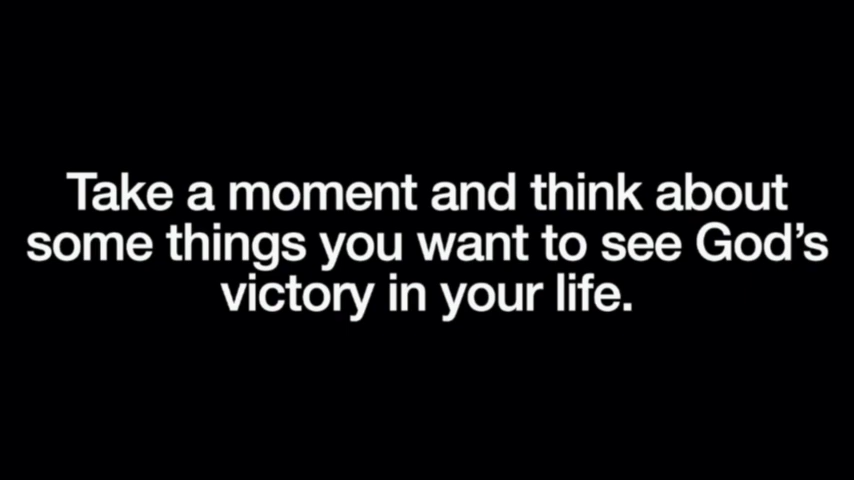 Take a moment and think about
some things you want to see God’s
victory in your life.